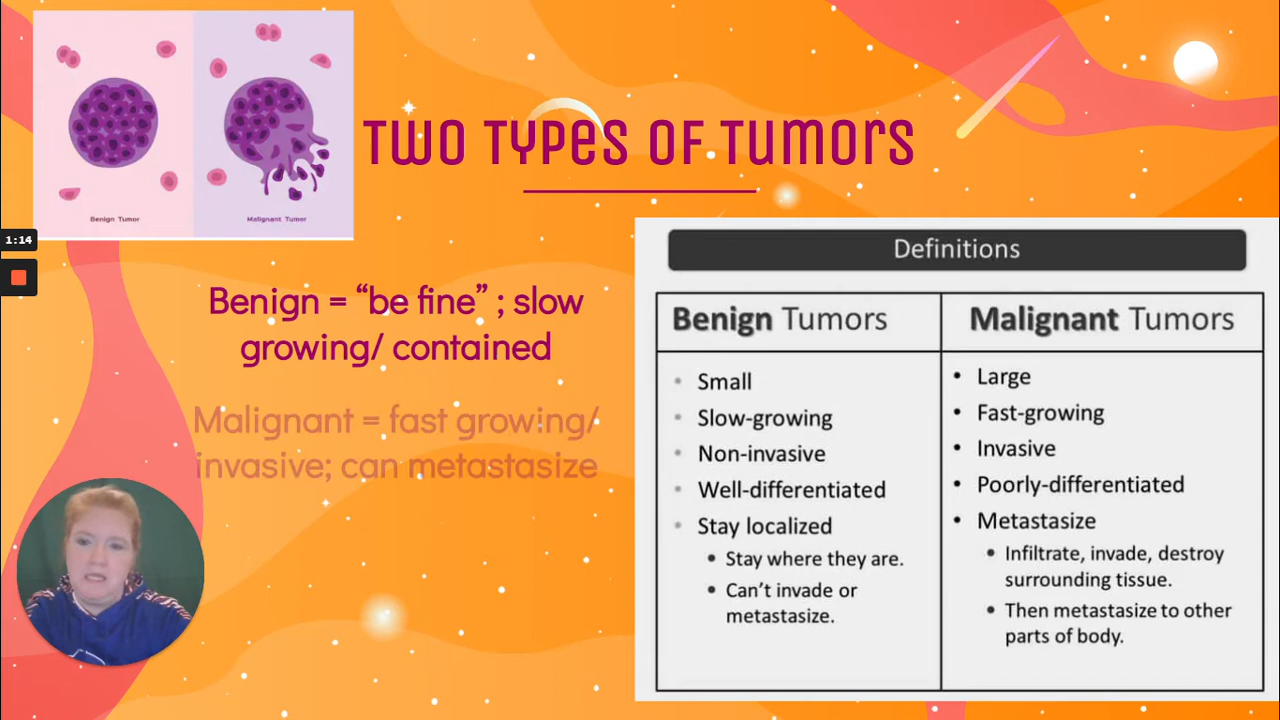 Benign Tumor
Malignant Tumor
Two Types of Tumors
1:14
Benign = “be fine” ; slow
growing/ contained
Malignant = fast growing/
invasive; can metastasize
Definitions
Benign Tumors
• Small
• Slow-growing
• Non-invasive
• Well-differentiated
• Stay localized
• Stay where they are.
• Can’t invade or
metastasize.
Malignant Tumors
• Large
• Fast-growing
• Invasive
• Poorly-differentiated
• Metastasize
• Infiltrate, invade, destroy
surrounding tissue.
• Then metastasize to other
parts of body.